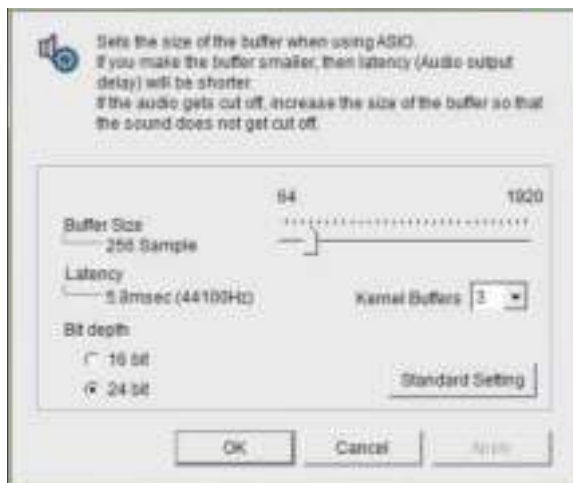 Sets the size of the buffer when using ASIO.
If you make the buffer smaller, then latency (Audio output
delay) will be shorter.
If the audio gets cut off, increase the size of the buffer so that
the sound does not get cut off.
64 1920
Buffer Size
256 Sample
Latency
5.8msec (44100Hz)
Kernel Buffers 3
Bit depth
16 bit
24 bit
Standard Setting
OK Cancel Apply